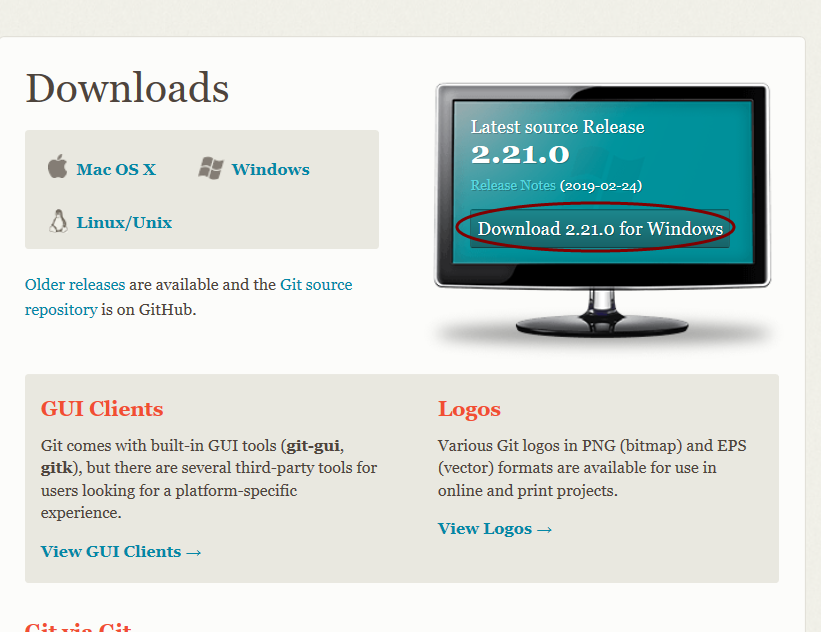 Downloads
Mac OS X
Windows
Linux/Unix
Older releases are available and the Git source
repository is on GitHub.
Latest source Release
2.21.0
Release Notes (2019-02-24)
Download 2.21.0 for Windows
GUI Clients
Git comes with built-in GUI tools (git-gui,
gitk), but there are several third-party tools for
users looking for a platform-specific
experience.
View GUI Clients →
Logos
Various Git logos in PNG (bitmap) and EPS
(vector) formats are available for use in
online and print projects.
View Logos →
Git via Git